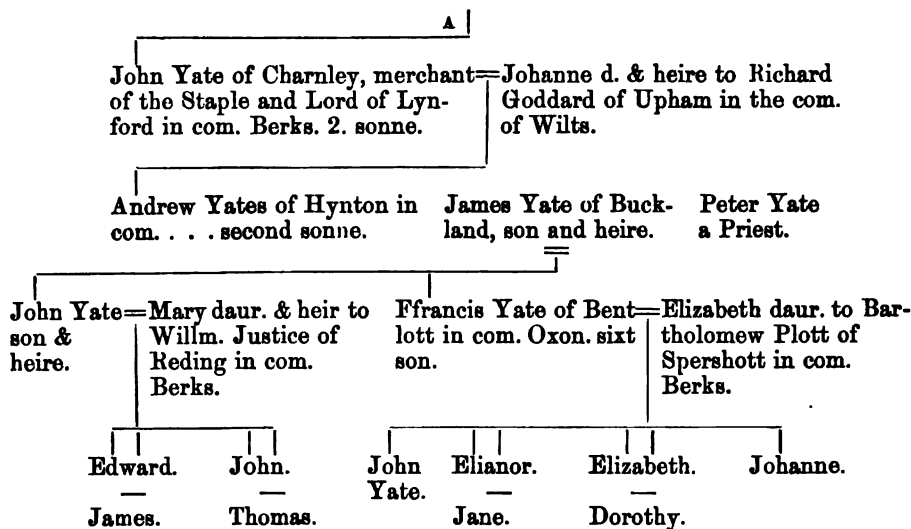 A
John Yate of Charnley, merchant=Johanne d. & heire to Richard
of the Staple and Lord of Lyn- Goddard of Upham in the com.
ford in com. Berks. 2. sonne. of Wilts.
Andrew Yates of Hynton in James Yate of Buck- Peter Yate
com. . . . second sonne. land, son and heire. a Priest.
John Yate=Mary daur. & heir to Ffrancis Yate of Bent=Elizabeth daur. to Bar-
son & Willm. Justice of lott in com. Oxon. sixt tholomew Plott of
heire. Reding in com. son. Spershott in com.
Berks. Berks.
Edward. John. John Elianor. Elizabeth. Johanne.
Yate.
James. Thomas. Jane. Dorothy.